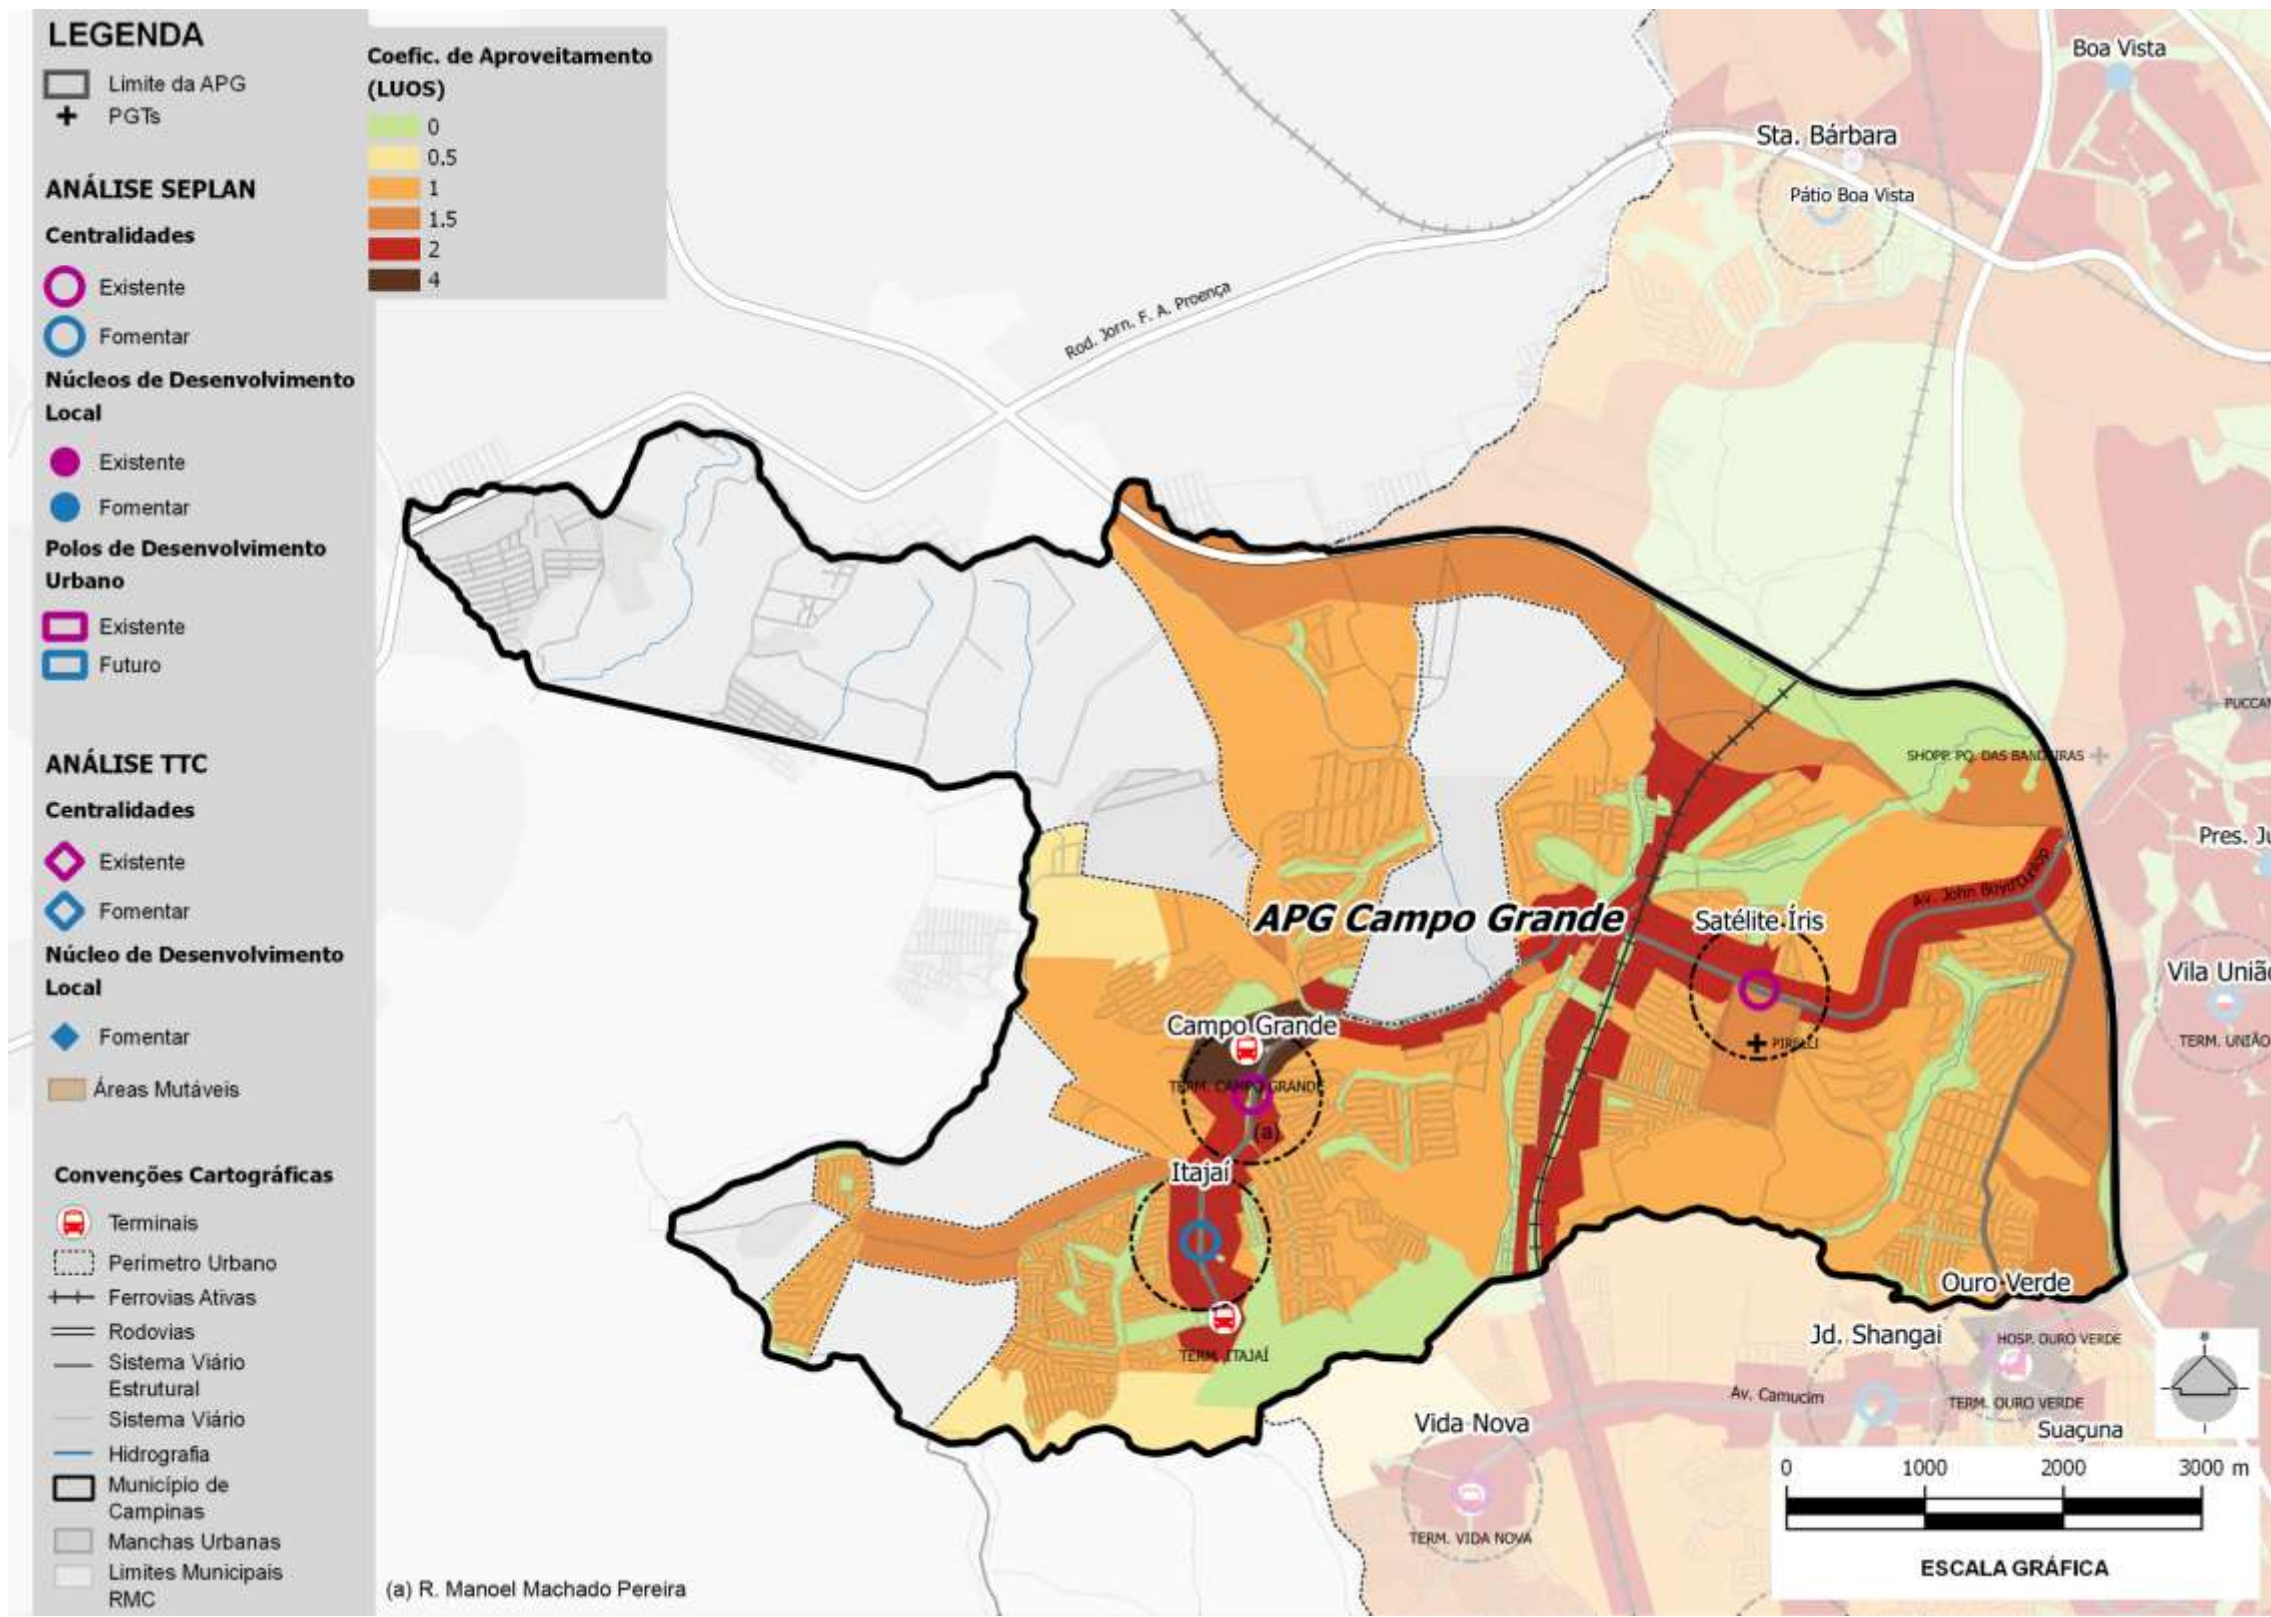 LEGENDA
Limite da APG
PGTs
ANÁLISE SEPLAN
Centralidades
Existente
Fomentar
Núcleos de Desenvolvimento
Local
Existente
Fomentar
Polos de Desenvolvimento
Urbano
Existente
Futuro
ANÁLISE TTC
Centralidades
Existente
Fomentar
Núcleo de Desenvolvimento
Local
Fomentar
Áreas Mutáveis
Convenções Cartográficas
Terminais
Perímetro Urbano
Ferrovias Ativas
Rodovias
Sistema Viário
Estrutural
Sistema Viário
Hidrografia
Município de
Campinas
Manchas Urbanas
Limites Municipais
RMC
Coefic. de Aproveitamento
(LUOS)
0
0.5
1
1.5
2
4
Boa Vista
Sta. Bárbara
Pátio Boa Vista
Rod. Jorn. F. A. Proença
PUCCAM
SHOPP. PQ. DAS BANDEIRAS
Pres. Ju
Av. John Boyd Dunlop
APG Campo Grande
Satélite Íris
Vila União
PIRELLI
TERM. UNIÃO
Campo Grande
TERM. CAMPO GRANDE
(a)
Itajaí
TERM. ITAJAÍ
Ouro Verde
Jd. Shangai
HOSP. OURO VERDE
Av. Camucim
TERM. OURO VERDE
Suaçuna
Vida Nova
TERM. VIDA NOVA
0 1000 2000 3000 m
ESCALA GRÁFICA
(a) R. Manoel Machado Pereira